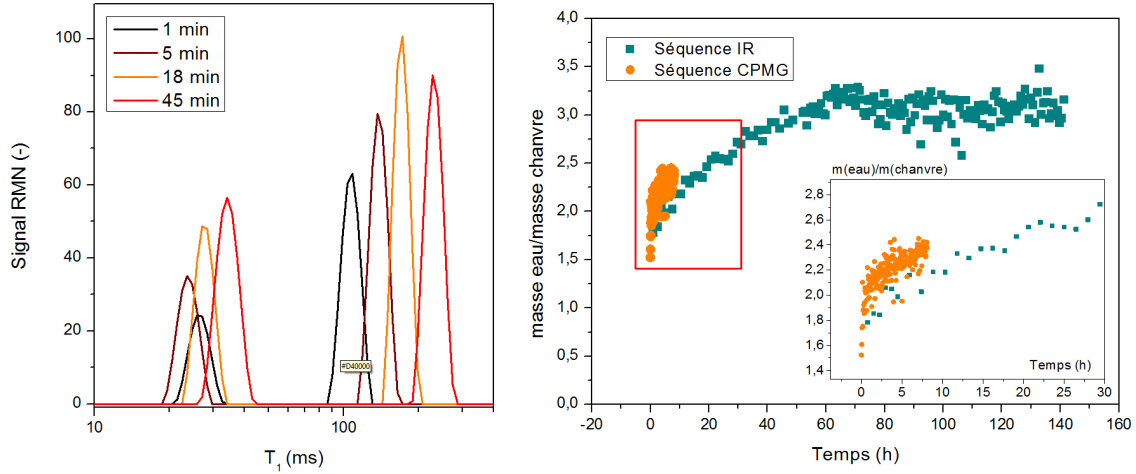 1 min
5 min
18 min
45 min
100
80
60
40
20
0
Signal RMN (-)
#D40000
10
100
T1 (ms)
Séquence IR
Séquence CPMG
4,0
3,5
3,0
2,5
2,0
1,5
1,0
0,5
0,0
masse eau/masse chanvre
-20 0 20 40 60 80 100 120 140 160
Temps (h)
m(eau)/m(chanvre)
2,8
2,6
2,4
2,2
2,0
1,8
1,6
1,4
Temps (h)
0 5 10 15 20 25 30